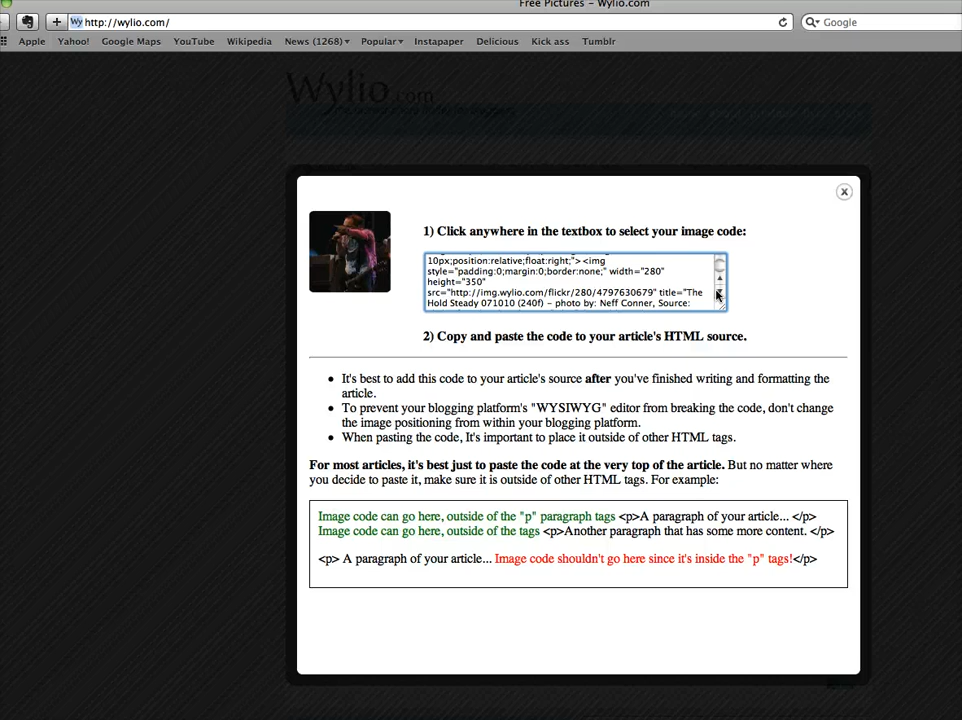 Free Pictures – Wylio.com
+ Wy http://wylio.com/ Google
Apple Yahoo! Google Maps YouTube Wikipedia News (1268) Popular Instapaper Delicious Kick ass Tumblr
Wylio.com
X
1) Click anywhere in the textbox to select your image code:
10px;position:relative;float:right;"><img
style="padding:0;margin:0;border:none;" width="280"
height="350"
src="http://img.wylio.com/flickr/280/4797630679" title="The
Hold Steady 071010 (240f) – photo by: Neff Conner, Source:
2) Copy and paste the code to your article's HTML source.
• It's best to add this code to your article's source after you've finished writing and formatting the
article.
• To prevent your blogging platform's "WYSIWYG" editor from breaking the code, don't change
the image positioning from within your blogging platform.
• When pasting the code, It's important to place it outside of other HTML tags.
For most articles, it's best just to paste the code at the very top of the article. But no matter where
you decide to paste it, make sure it is outside of other HTML tags. For example:
Image code can go here, outside of the "p" paragraph tags <p>A paragraph of your article... </p>
Image code can go here, outside of the tags <p>Another paragraph that has some more content. </p>
<p> A paragraph of your article... Image code shouldn't go here since it's inside the "p" tags!</p>